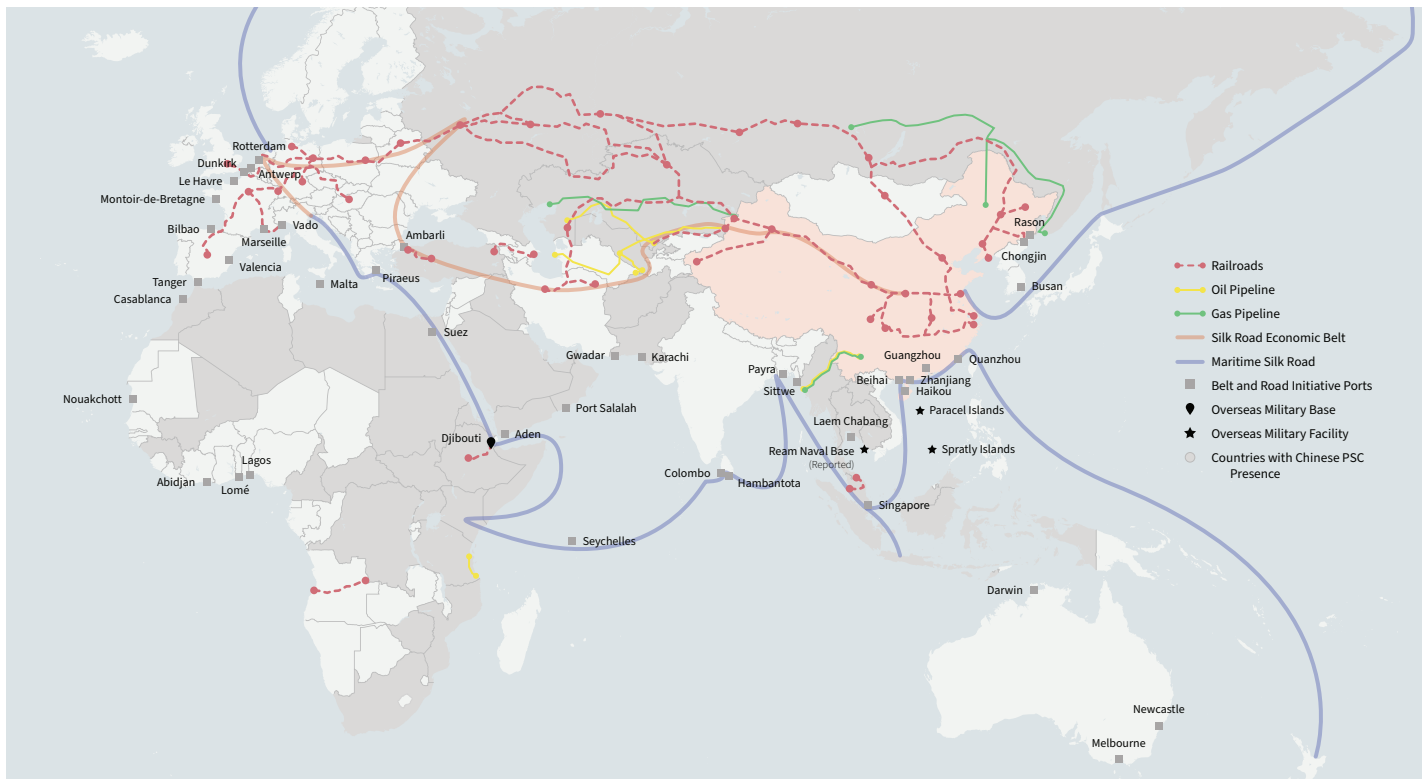 Rotterdam
Dunkirk
Antwerp
Le Havre
Montoir-de-Bretagne
Bilbao
Vado
Marseille
Valencia
Ambarli
Tanger
Casablanca
Malta
Piraeus
Suez
Nouakchott
Gwadar
Karachi
Port Salalah
Djibouti
Aden
Lagos
Abidjan
Lomé
Seychelles
Colombo
Hambantota
Payra
Sittwe
Rason
Chongjin
Busan
Guangzhou
Quanzhou
Beihai
Zhanjiang
Haikou
Paracel Islands
Laem Chabang
Ream Naval Base
(Reported)
Spratly Islands
Singapore
Darwin
Newcastle
Melbourne
Railroads
Oil Pipeline
Gas Pipeline
Silk Road Economic Belt
Maritime Silk Road
Belt and Road Initiative Ports
Overseas Military Base
Overseas Military Facility
Countries with Chinese PSC
Presence